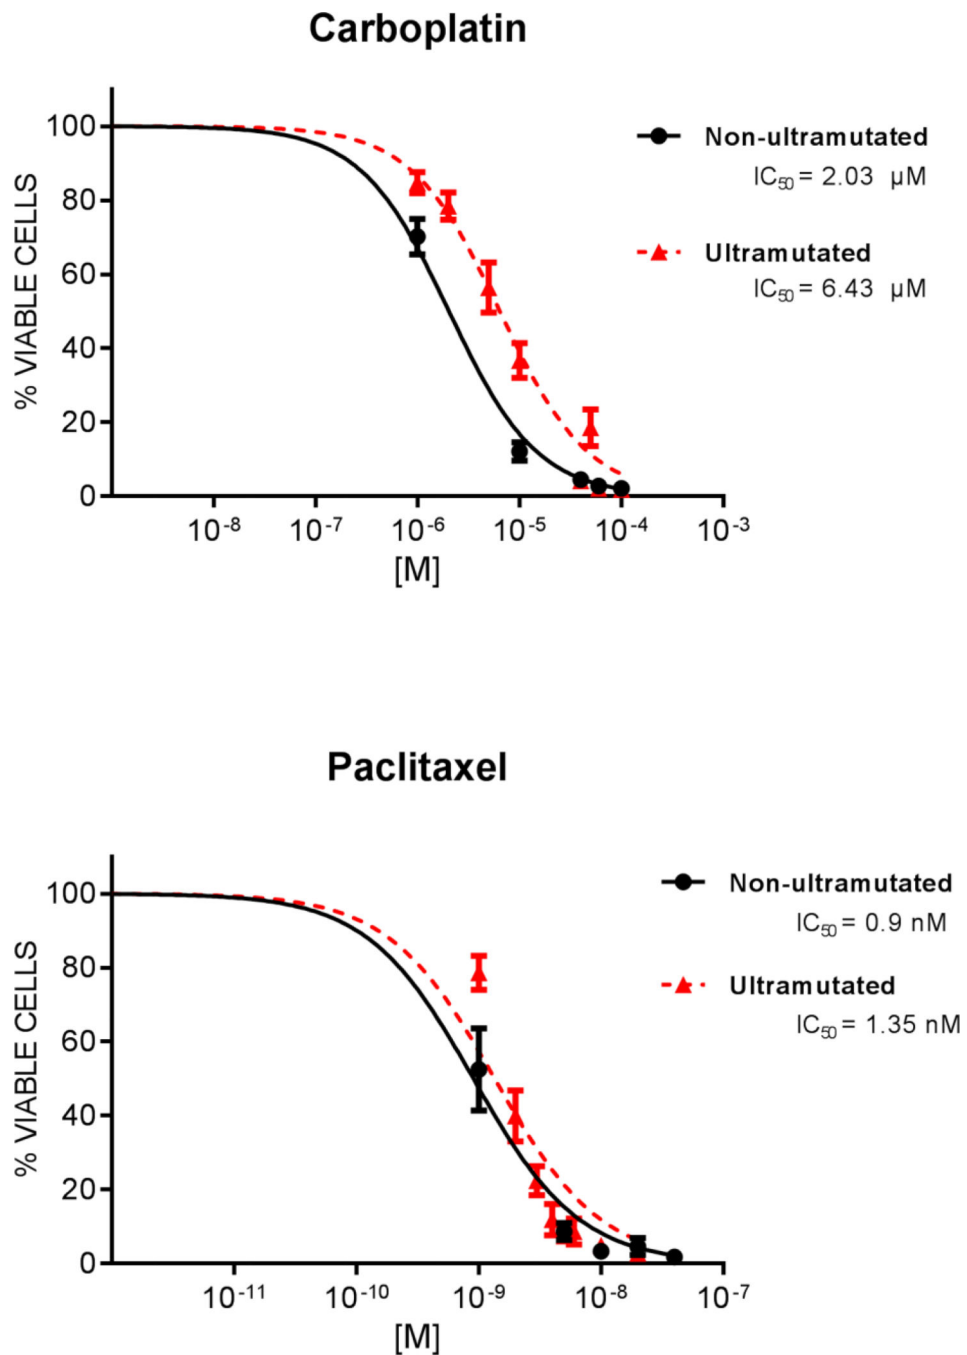 Carboplatin
100
80
60
40
20
0
% VIABLE CELLS
10⁻⁸ 10⁻⁷ 10⁻⁶ 10⁻⁵ 10⁻⁴ 10⁻³
[M]
Non-ultramutated
IC₅₀ = 2.03 µM
Ultramutated
IC₅₀ = 6.43 µM
Paclitaxel
100
80
60
40
20
0
% VIABLE CELLS
10⁻¹¹ 10⁻¹⁰ 10⁻⁹ 10⁻⁸ 10⁻⁷
[M]
Non-ultramutated
IC₅₀ = 0.9 nM
Ultramutated
IC₅₀ = 1.35 nM